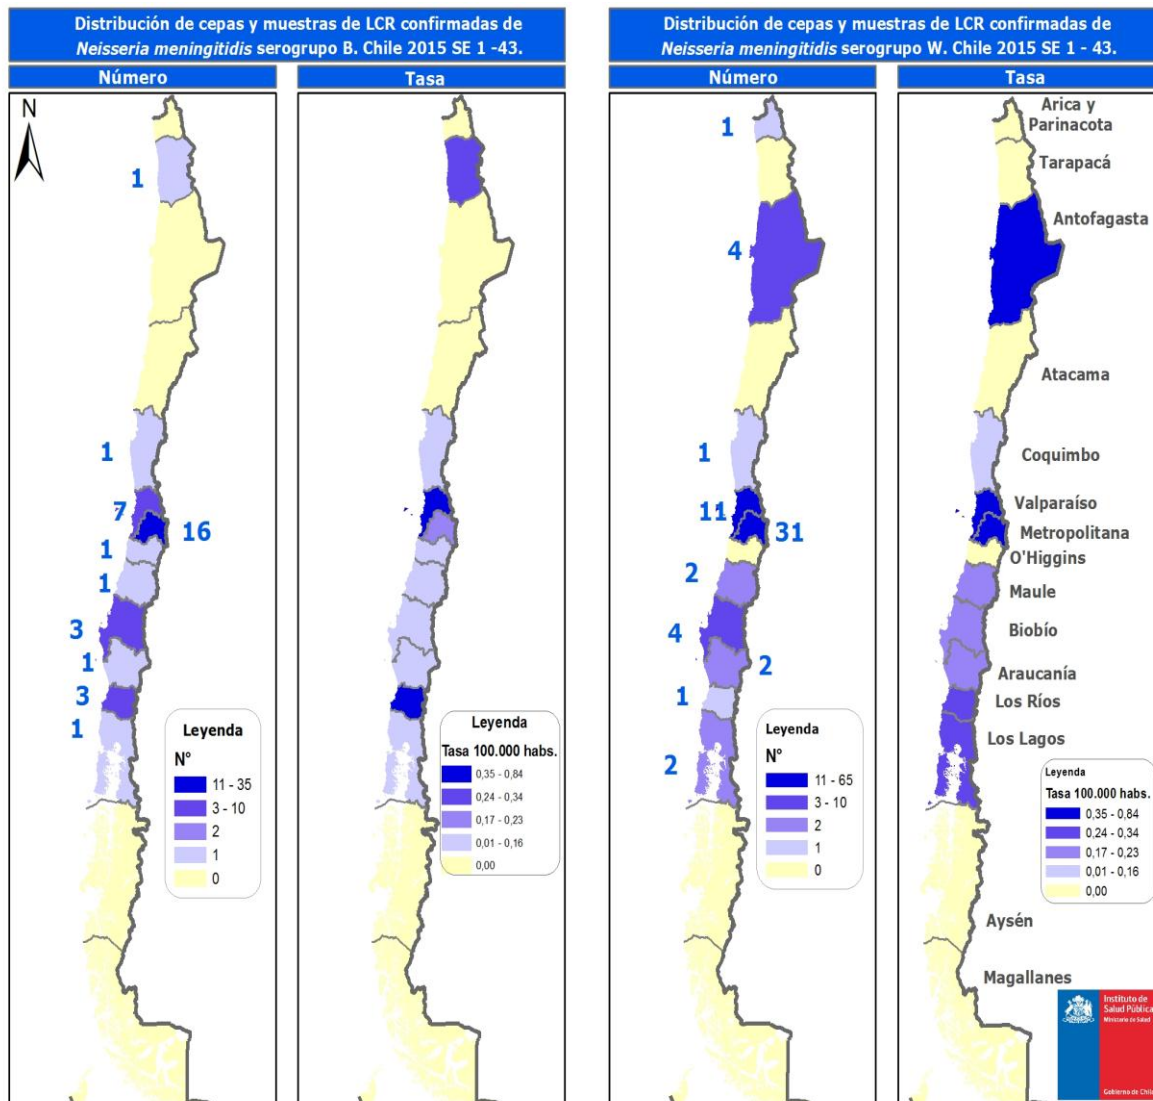 Distribución de cepas y muestras de LCR confirmadas de
Neisseria meningitidis serogrupo B. Chile 2015 SE 1 -43.
Número
Tasa
N
1
1
7
16
1
1
3
1
3
1
Leyenda
N°
11 - 35
3 - 10
2
1
0
Leyenda
Tasa 100.000 habs.
0,35 - 0,84
0,24 - 0,34
0,17 - 0,23
0,01 - 0,16
0,00
Distribución de cepas y muestras de LCR confirmadas de
Neisseria meningitidis serogrupo W. Chile 2015 SE 1 - 43.
Número
Tasa
1
4
1
11
31
2
4
2
1
2
Leyenda
N°
11 - 65
3 - 10
2
1
0
Arica y
Parinacota
Tarapacá
Antofagasta
Atacama
Coquimbo
Valparaíso
Metropolitana
O'Higgins
Maule
Biobío
Araucanía
Los Ríos
Los Lagos
Leyenda
Tasa 100.000 habs.
0,35 - 0,84
0,24 - 0,34
0,17 - 0,23
0,01 - 0,16
0,00
Aysén
Magallanes
Instituto de
Salud Pública
Ministerio de Salud
Gobierno de Chile